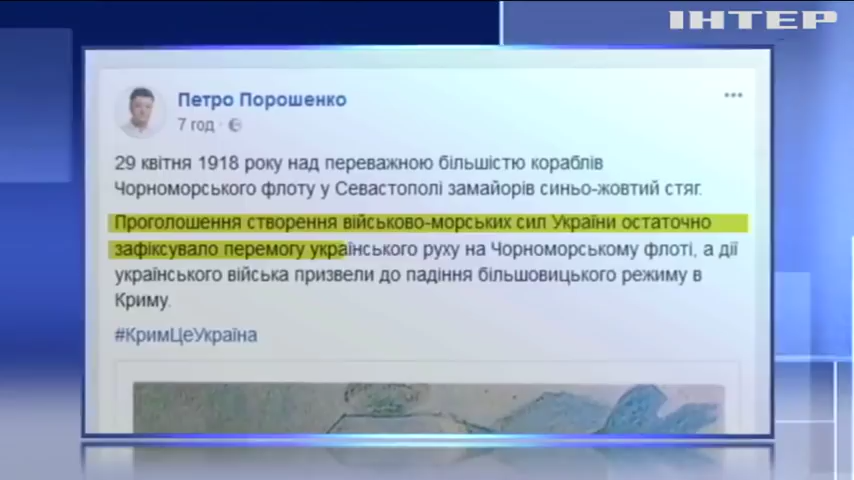 ІНТЕР
Петро Порошенко
7 год ·
29 квітня 1918 року над переважною більшістю кораблів
Чорноморського флоту у Севастополі замайорів синьо-жовтий стяг.
Проголошення створення військово-морських сил України остаточно
зафіксувало перемогу українського руху на Чорноморському флоті, а дії
українського війська призвели до падіння більшовицького режиму в
Криму.
#КримЦеУкраїна